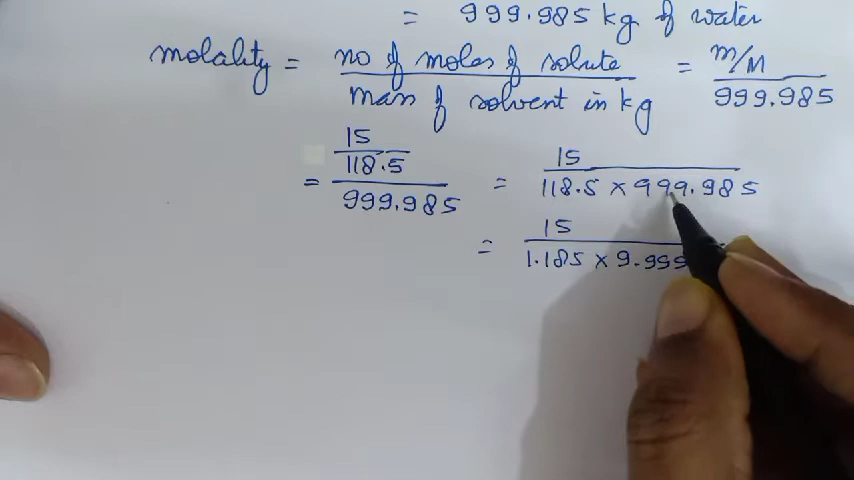 = 999.985 kg of water
molality = no of moles of solute / mass of solvent in kg = m/M / 999.985
= 15 / 118.5 / 999.985 = 15 / 118.5 × 999.985
= 15 / 1.185 × 9.999